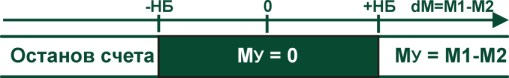 -НБ 0 +НБ dM=M1-M2
Останов счета Му = 0 Му = М1-М2